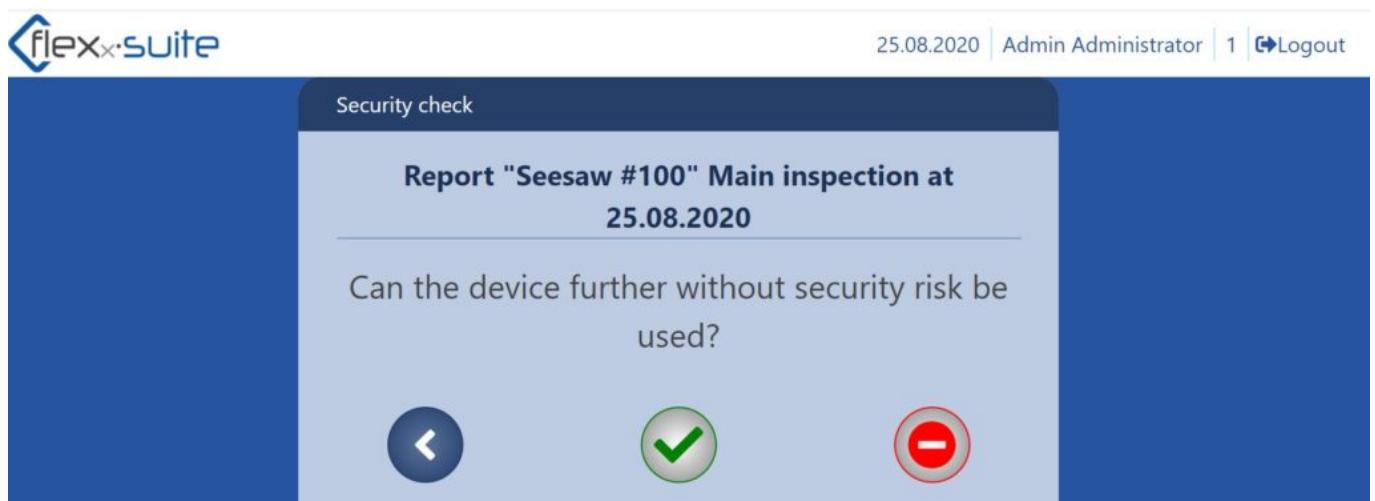 flexx·suite
25.08.2020 Admin Administrator 1 Logout
Security check
Report "Seesaw #100" Main inspection at
25.08.2020
Can the device further without security risk be
used?